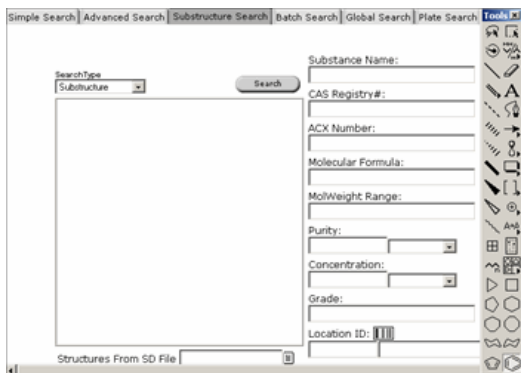 Simple Search Advanced Search Substructure Search Batch Search Global Search Plate Search Tools
Substance Name:
SearchType
Substructure
Search
CAS Registry#:
ACX Number:
Molecular Formula:
MolWeight Range:
Purity:
Concentration:
Grade:
Location ID:
Structures From SD File
A